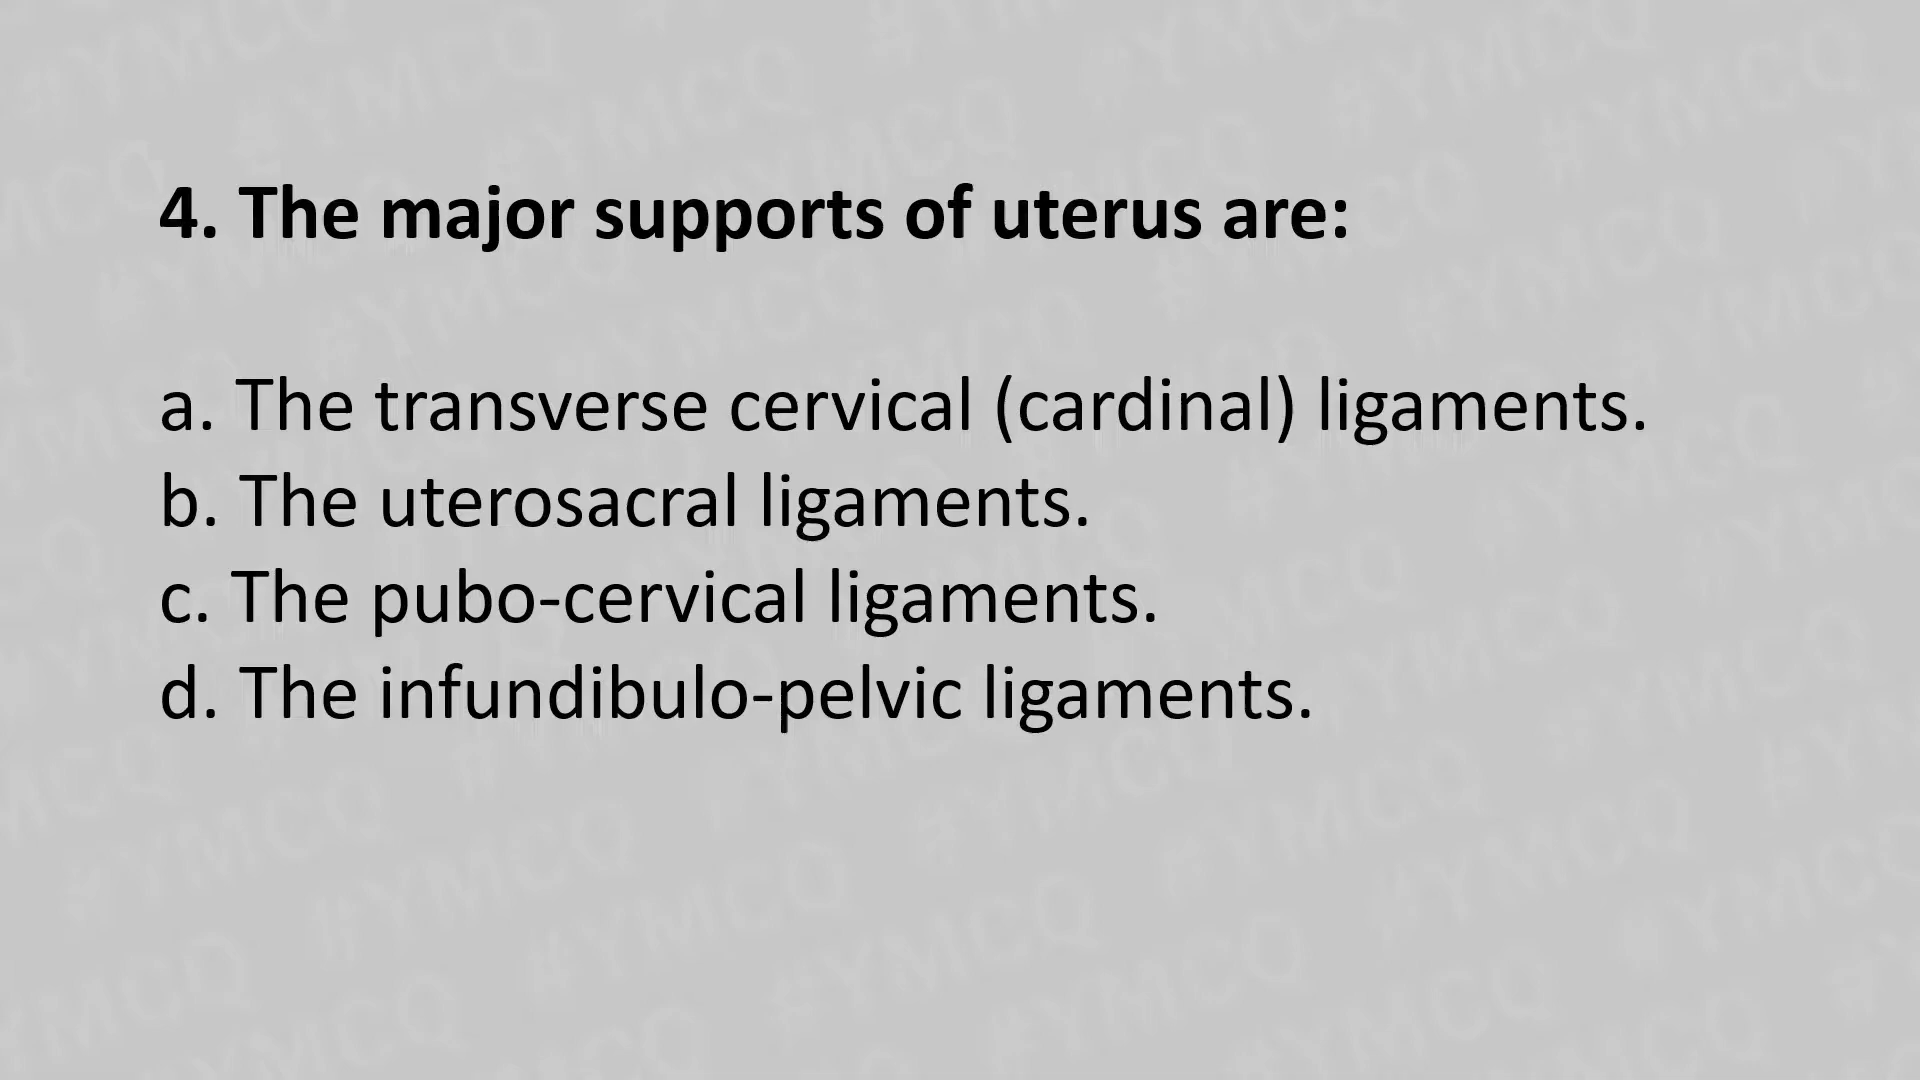 4. The major supports of uterus are:
a. The transverse cervical (cardinal) ligaments.
b. The uterosacral ligaments.
c. The pubo-cervical ligaments.
d. The infundibulo-pelvic ligaments.